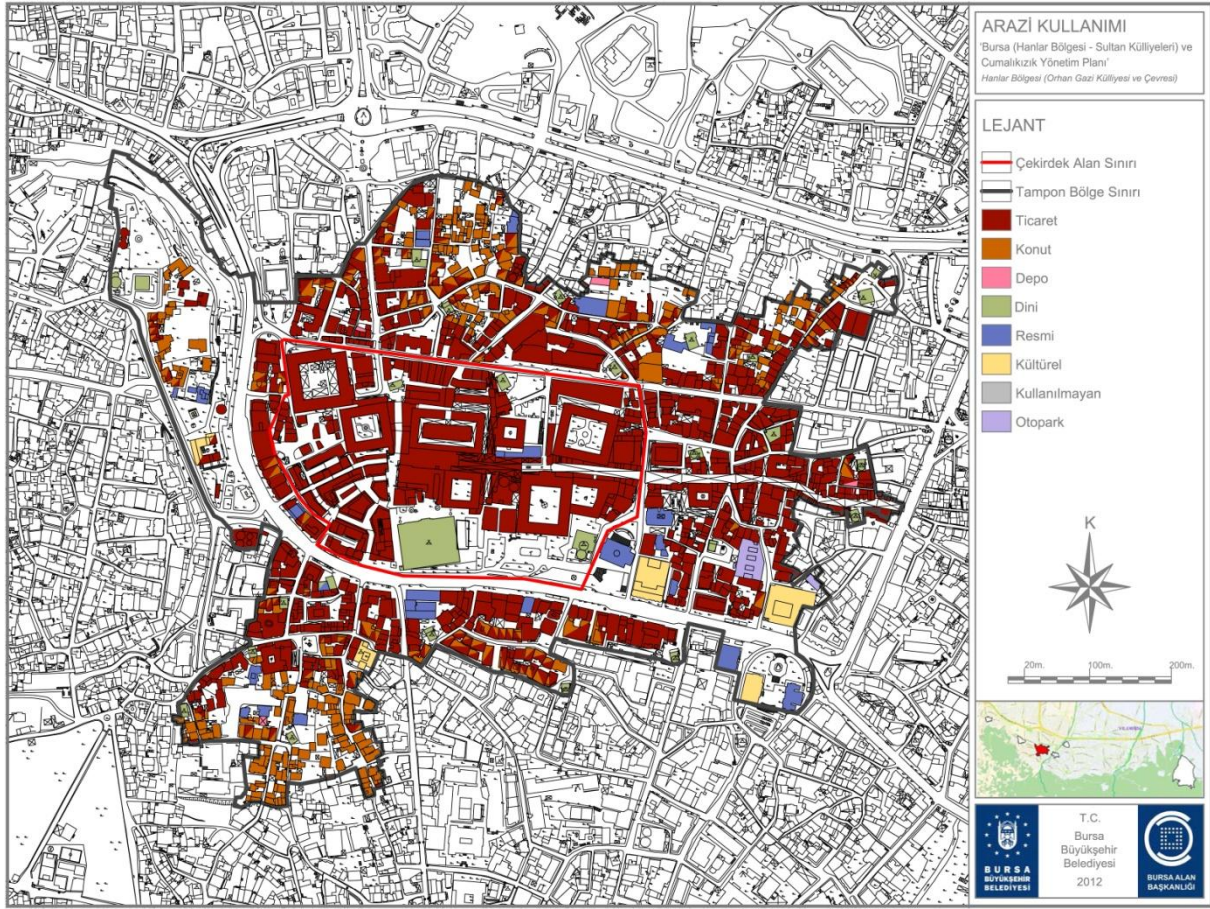 ARAZİ KULLANIMI
'Bursa (Hanlar Bölgesi - Sultan Külliyeleri) ve
Cumalıkızık Yönetim Planı'
Hanlar Bölgesi (Orhan Gazi Külliyesi ve Çevresi)
LEJANT
Çekirdek Alan Sınırı
Tampon Bölge Sınırı
Ticaret
Konut
Depo
Dini
Resmi
Kültürel
Kullanılmayan
Otopark
K
20m. 100m. 200m.
BURSA
BÜYÜKŞEHİR
BELEDİYESİ
T.C.
Bursa
Büyükşehir
Belediyesi
2012
BURSA ALAN
BAŞKANLIĞI